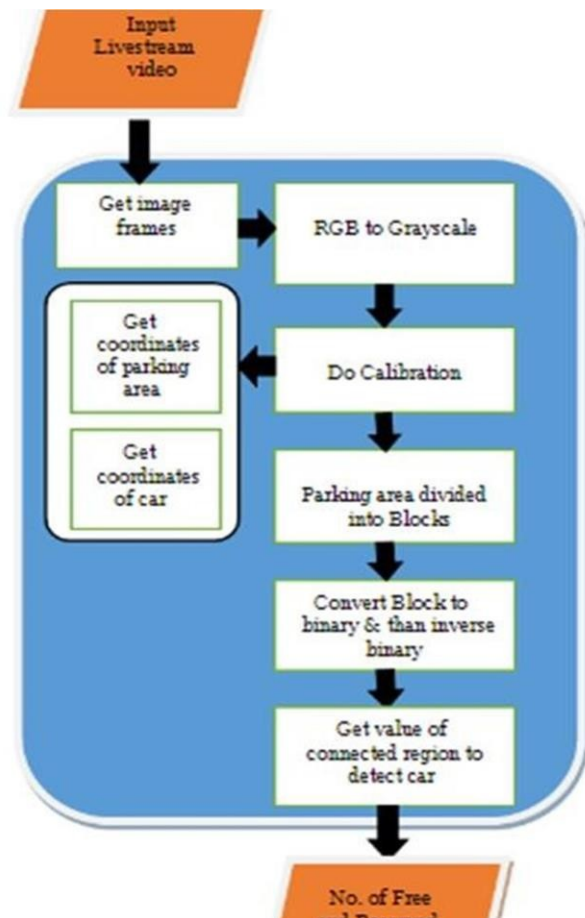 Input
Livestream
video
Get image
frames
RGB to Grayscale
Get
coordinates
of parking
area
Do Calibration
Get
coordinates
of car
Parking area divided
into Blocks
Convert Block to
binary & than inverse
binary
Get value of
connected region to
detect car
No. of Free